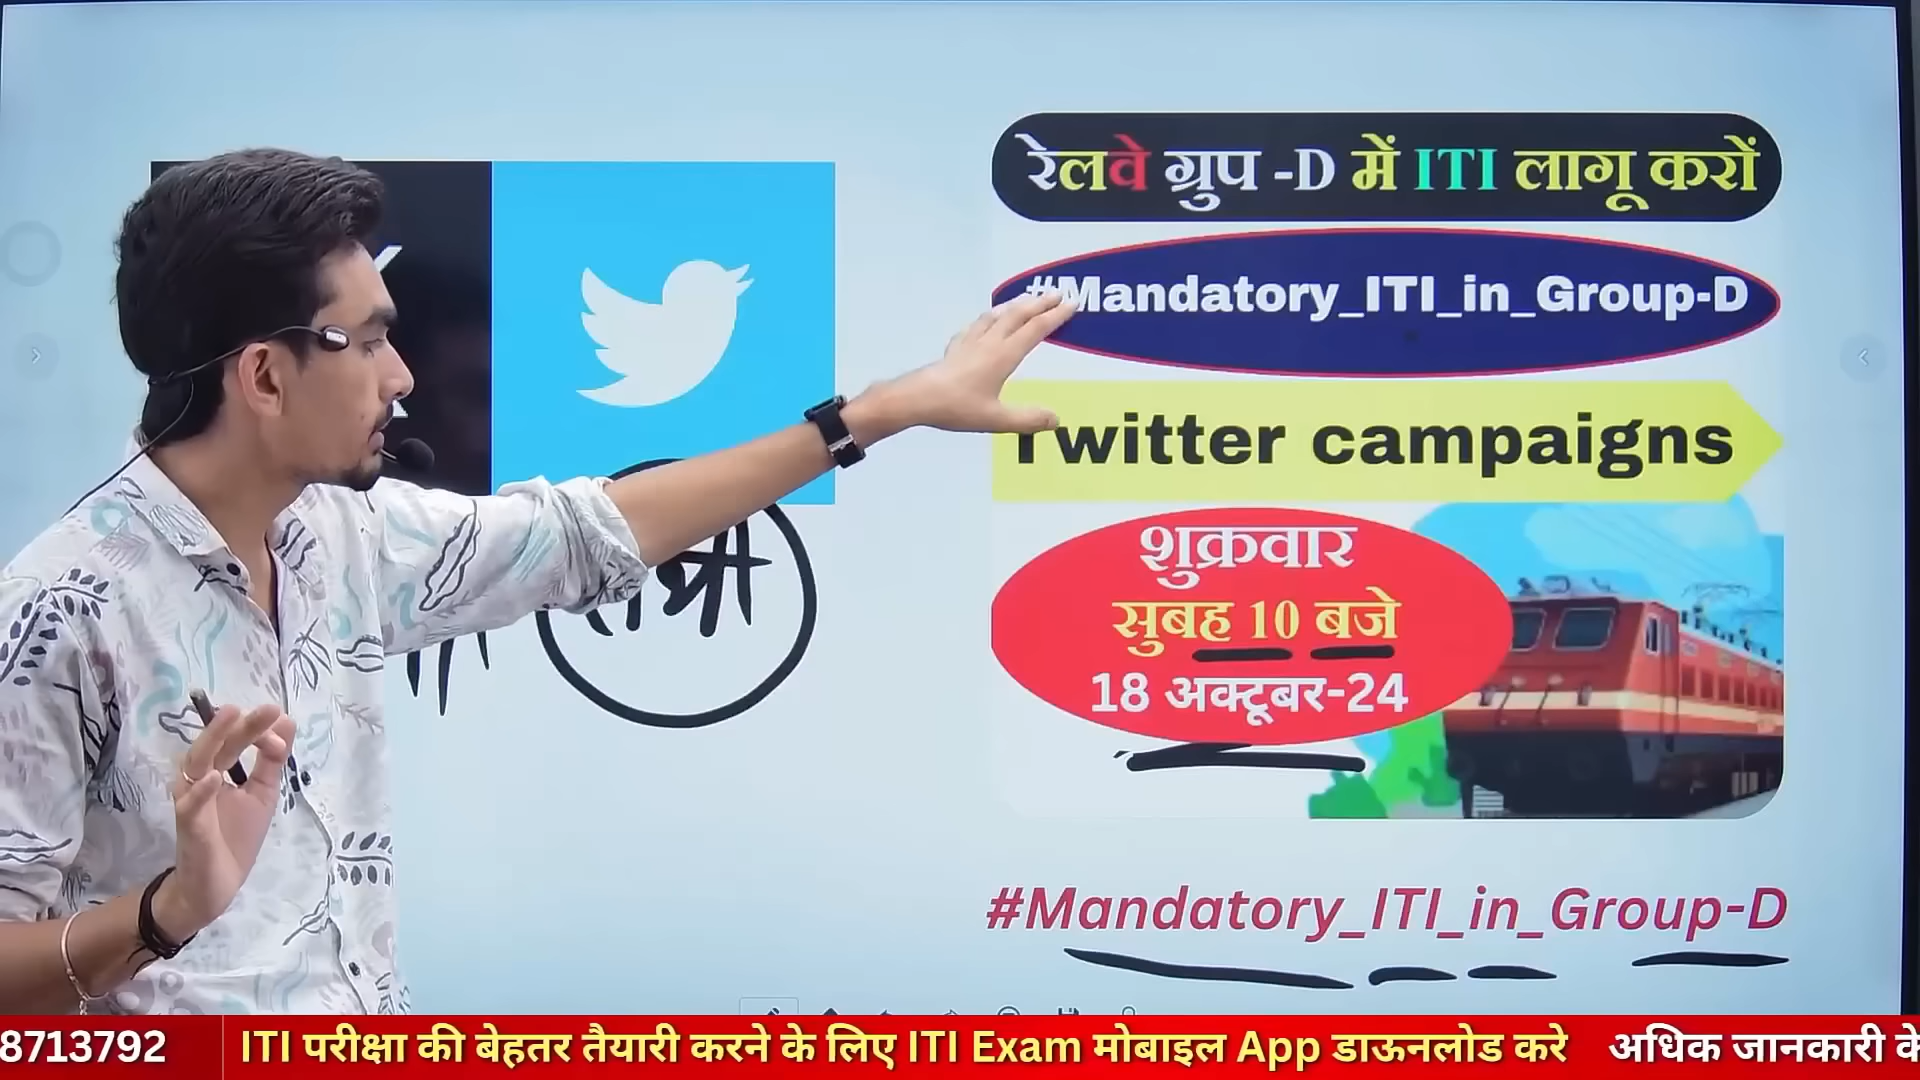 रेलवे ग्रुप -D में ITI लागू करों
#Mandatory_ITI_in_Group-D
Twitter campaigns
शुक्रवार
सुबह 10 बजे
18 अक्टूबर-24
#Mandatory_ITI_in_Group-D
8713792 ITI परीक्षा की बेहतर तैयारी करने के लिए ITI Exam मोबाइल App डाऊनलोड करे अधिक जानकारी के